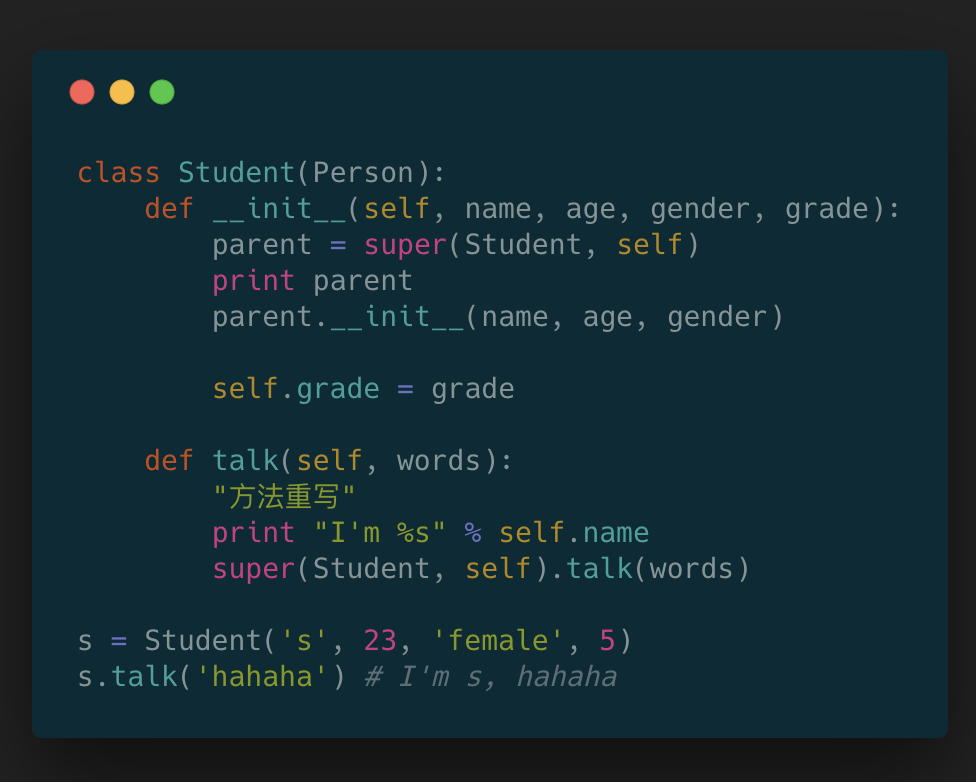 class Student(Person):
    def __init__(self, name, age, gender, grade):
        parent = super(Student, self)
        print parent
        parent.__init__(name, age, gender)

        self.grade = grade

    def talk(self, words):
        "方法重写"
        print "I'm %s" % self.name
        super(Student, self).talk(words)

s = Student('s', 23, 'female', 5)
s.talk('hahaha') # I'm s, hahaha